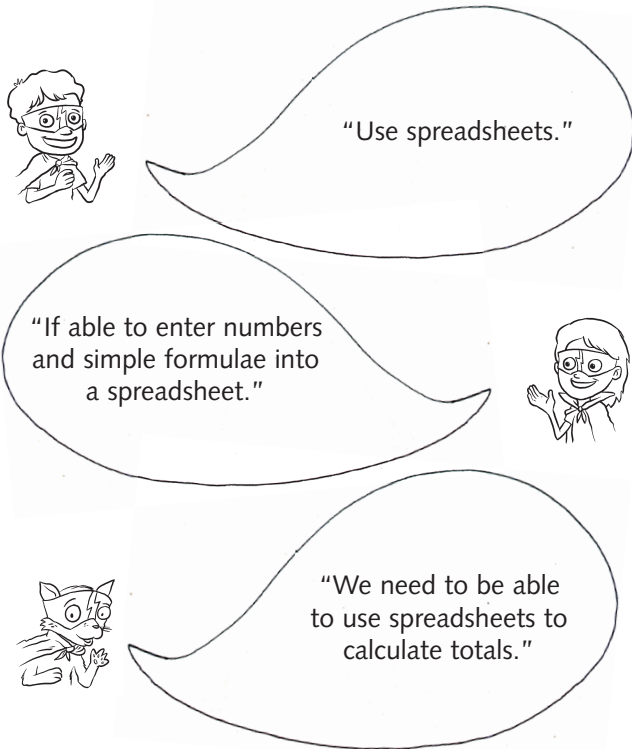 “Use spreadsheets.”
“If able to enter numbers
and simple formulae into
a spreadsheet.”
“We need to be able
to use spreadsheets to
calculate totals.”